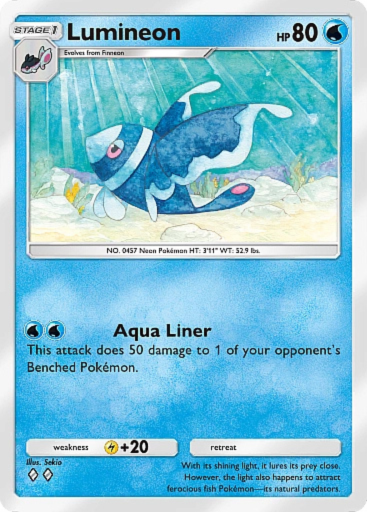 STAGE 1
Lumineon
HP 80
Evolves from Finneon
NO. 0457 Neon Pokémon HT: 3'11" WT: 52.9 lbs.
Aqua Liner
This attack does 50 damage to 1 of your opponent's
Benched Pokémon.
weakness +20
retreat
Illus. Sekio
With its shining light, it lures its prey close.
However, the light also happens to attract
ferocious fish Pokémon—its natural predators.